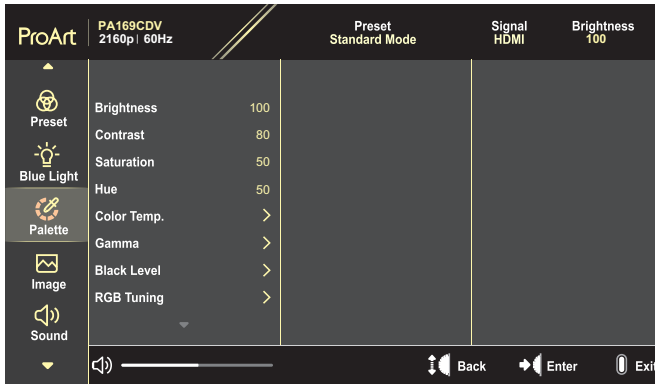 ProArt
PA169CDV
2160p| 60Hz
Preset
Standard Mode
Signal
HDMI
Brightness
100
Preset
Blue Light
Palette
Image
Sound
Brightness 100
Contrast 80
Saturation 50
Hue 50
Color Temp.
Gamma
Black Level
RGB Tuning
Back
Enter
Exit